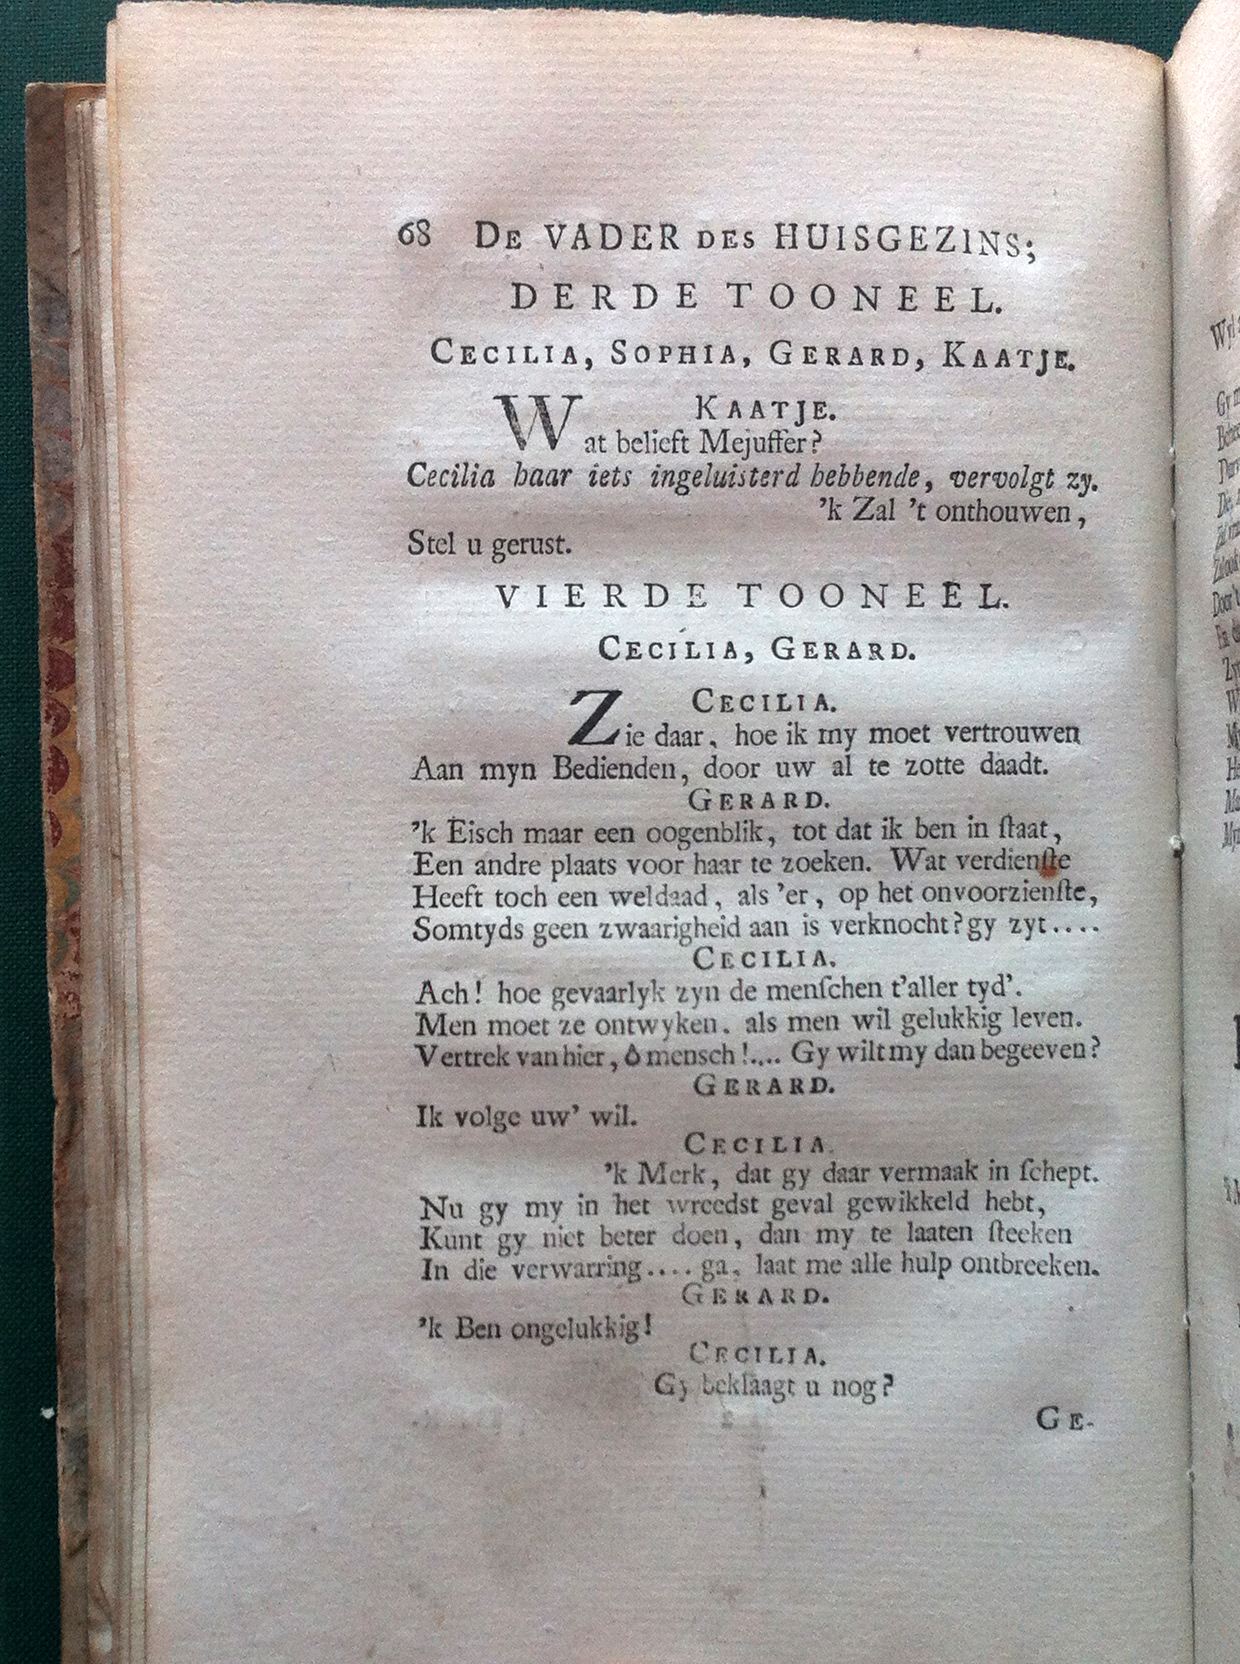 68 DE VADER DES HUISGEZINS;
DERDE TOONEEL.
CECILIA, SOPHIA, GERARD, KAATJE.
KAATJE.
Wat belieft Mejuffer?
Cecilia haar iets ingeluisterd hebbende, vervolgt zy.
'k Zal 't onthouwen,
Stel u gerust.
VIERDE TOONEEL.
CECILIA, GERARD.
CECILIA.
Zie daar, hoe ik my moet vertrouwen
Aan myn Bedienden, door uw al te zotte daadt.
GERARD.
'k Eisch maar een oogenblik, tot dat ik ben in ſtaat,
Een andre plaats voor haar te zoeken. Wat verdienſte
Heeft toch een weldaad, als 'er, op het onvoorzienſte,
Somtyds geen zwaarigheid aan is verknocht? gy zyt....
CECILIA.
Ach! hoe gevaarlyk zyn de menſchen t'aller tyd'.
Men moet ze ontwyken, als men wil gelukkig leven.
Vertrek van hier, ô mensch!.... Gy wilt my dan begeeven?
GERARD.
Ik volge uw' wil.
CECILIA.
'k Merk, dat gy daar vermaak in ſchept.
Nu gy my in het wreedst geval gewikkeld hebt,
Kunt gy niet beter doen, dan my te laaten ſteeken
In die verwarring.... ga, laat me alle hulp ontbreeken.
GERARD.
'k Ben ongelukkig!
CECILIA.
Gy beklaagt u nog?
GE-